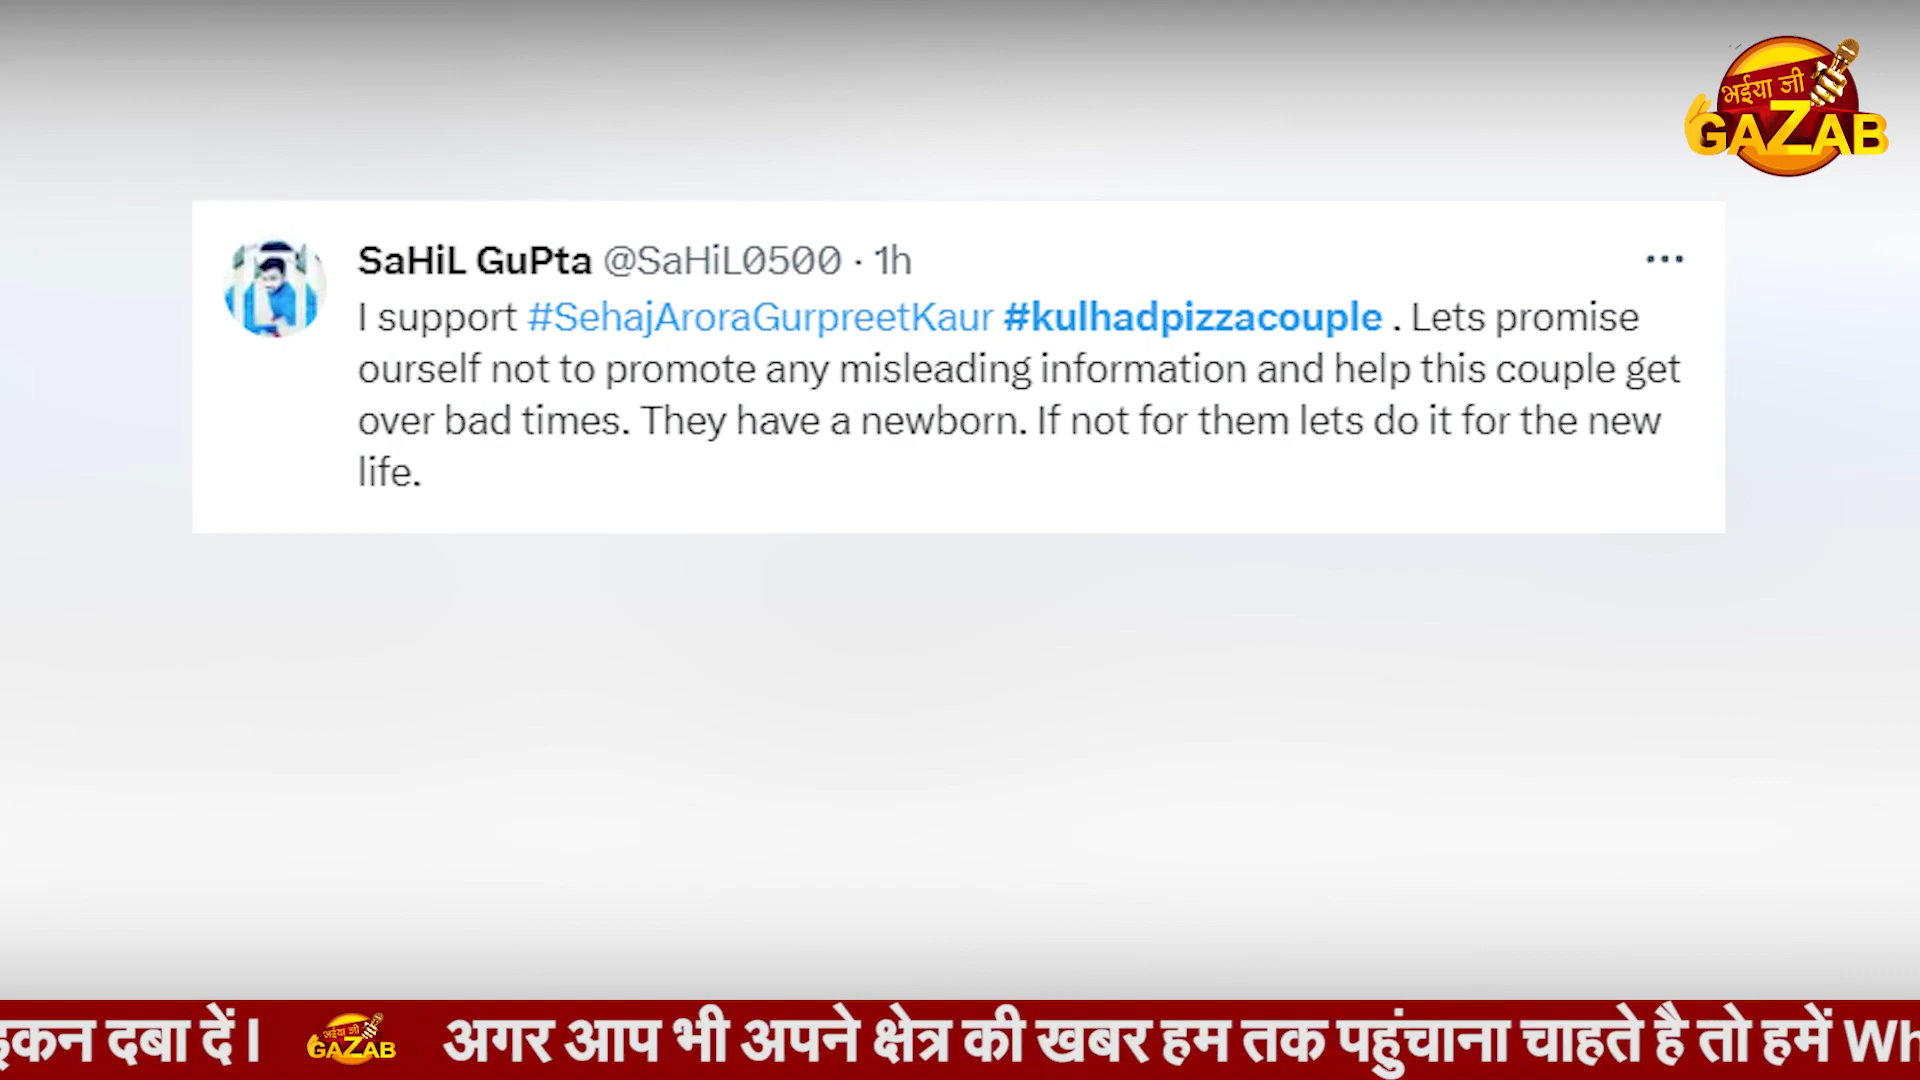 भईया जी
GAZAB
SaHiL GuPta @SaHiL0500 · 1h
I support #SehajAroraGurpreetKaur #kulhadpizzacouple . Lets promise
ourself not to promote any misleading information and help this couple get
over bad times. They have a newborn. If not for them lets do it for the new
life.
दबा दें। भईया जी GAZAB अगर आप भी अपने क्षेत्र की खबर हम तक पहुंचाना चाहते है तो हमें